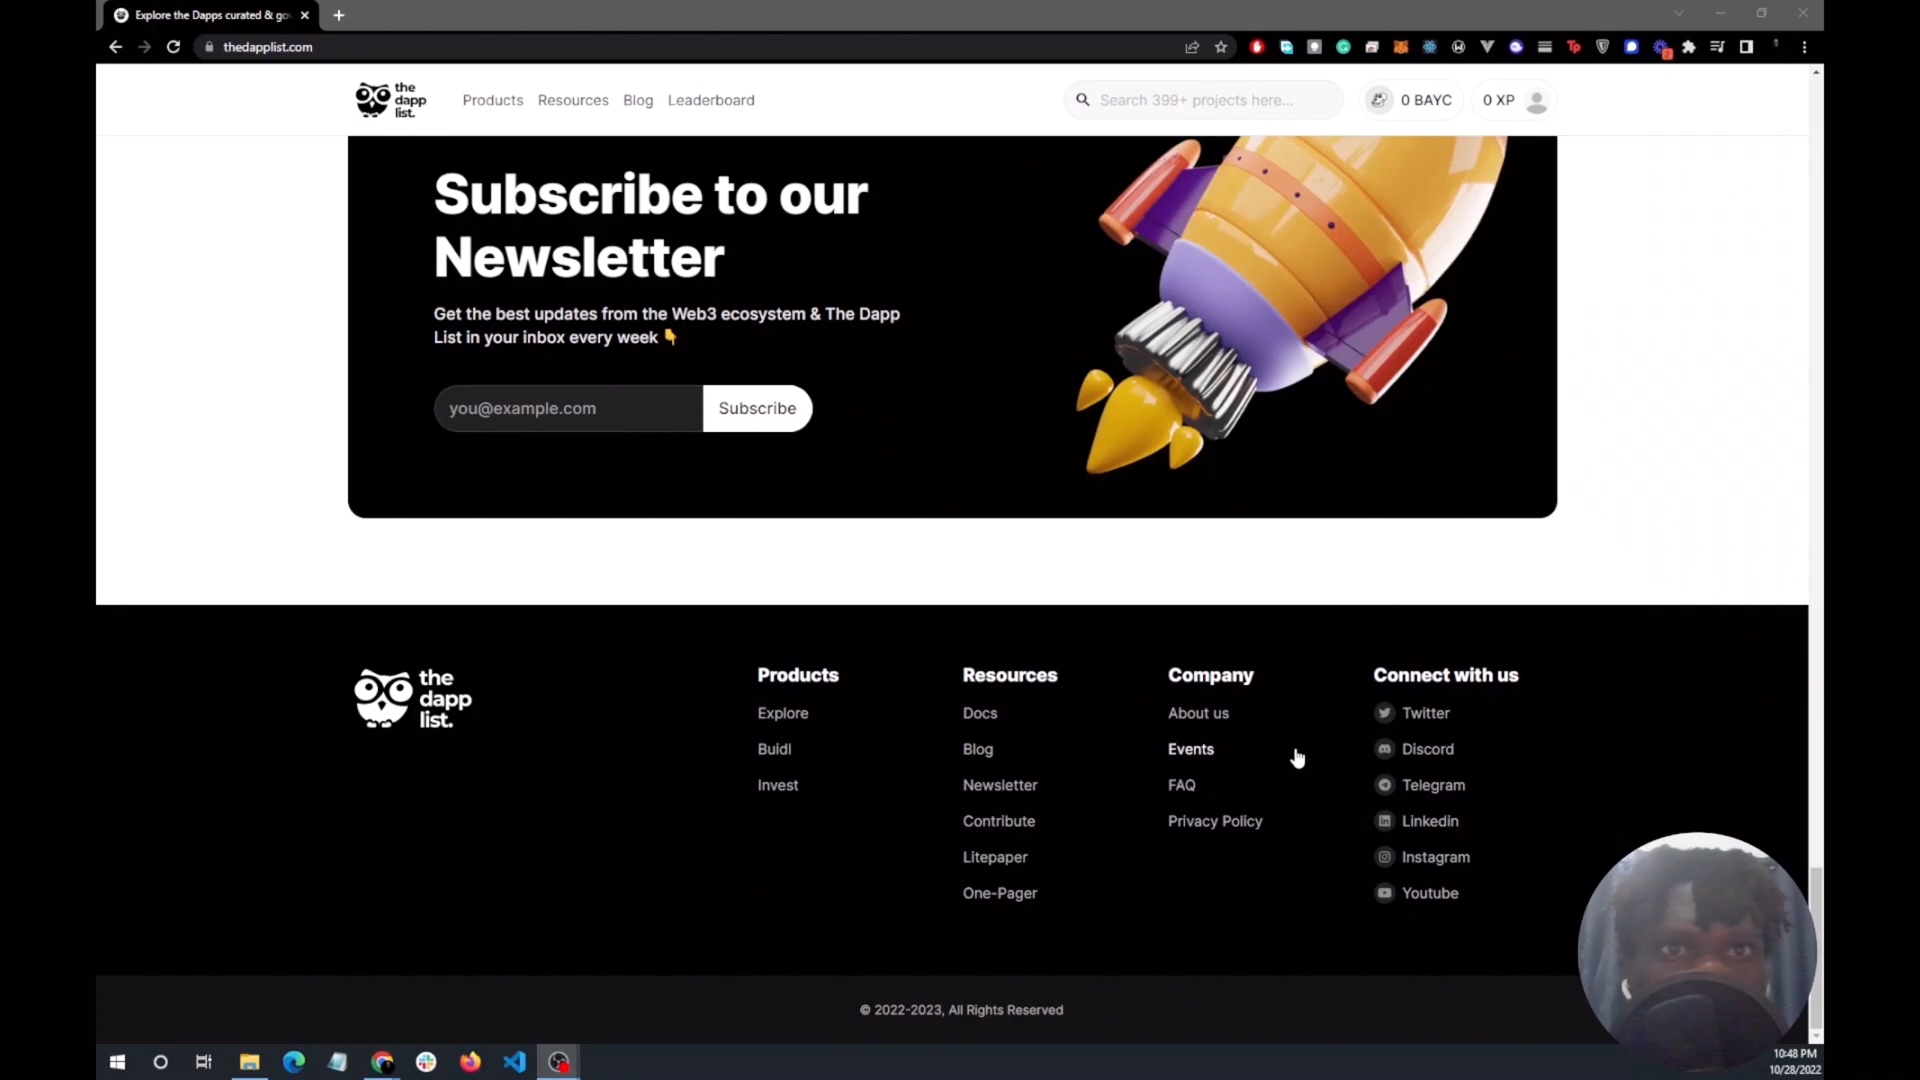 Explore the Dapps curated & go
thedapplist.com
the
dapp
list.
Products
Resources
Blog
Leaderboard
Search 399+ projects here...
0 BAYC
0 XP
Subscribe to our
Newsletter
Get the best updates from the Web3 ecosystem & The Dapp
List in your inbox every week 👇
you@example.com
Subscribe
the
dapp
list.
Products
Explore
Buidl
Invest
Resources
Docs
Blog
Newsletter
Contribute
Litepaper
One-Pager
Company
About us
Events
FAQ
Privacy Policy
Connect with us
Twitter
Discord
Telegram
Linkedin
Instagram
Youtube
© 2022-2023, All Rights Reserved
10:48 PM
10/28/2022